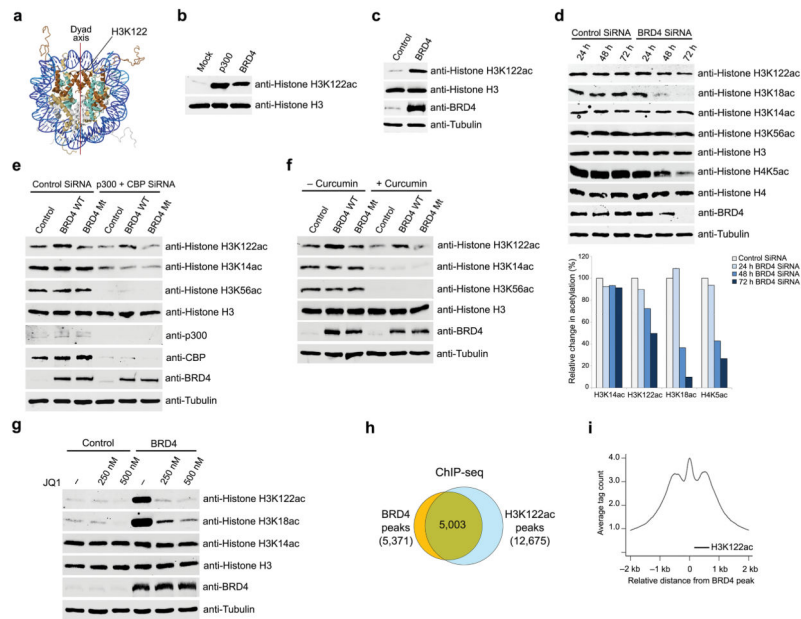 a
Dyad
axis
H3K122
b
Mock
p300
BRD4
anti-Histone H3K122ac
anti-Histone H3
c
Control
BRD4
anti-Histone H3K122ac
anti-Histone H3
anti-BRD4
anti-Tubulin
d
Control SiRNA
BRD4 SiRNA
24 h
48 h
72 h
24 h
48 h
72 h
anti-Histone H3K122ac
anti-Histone H3K18ac
anti-Histone H3K14ac
anti-Histone H3K56ac
anti-Histone H3
anti-Histone H4K5ac
anti-Histone H4
anti-BRD4
anti-Tubulin
Control SiRNA
24 h BRD4 SiRNA
48 h BRD4 SiRNA
72 h BRD4 SiRNA
Relative change in acetylation (%)
120
100
80
60
40
20
0
H3K14ac H3K122ac H3K18ac H4K5ac
e
Control SiRNA p300 + CBP SiRNA
Control
BRD4 WT
BRD4 Mt
Control
BRD4 WT
BRD4 Mt
anti-Histone H3K122ac
anti-Histone H3K14ac
anti-Histone H3K56ac
anti-Histone H3
anti-p300
anti-CBP
anti-BRD4
anti-Tubulin
f
– Curcumin
+ Curcumin
Control
BRD4 WT
BRD4 Mt
Control
BRD4 WT
BRD4 Mt
anti-Histone H3K122ac
anti-Histone H3K14ac
anti-Histone H3K56ac
anti-Histone H3
anti-BRD4
anti-Tubulin
g
Control
BRD4
JQ1
–
250 nM
500 nM
–
250 nM
500 nM
anti-Histone H3K122ac
anti-Histone H3K18ac
anti-Histone H3K14ac
anti-Histone H3
anti-BRD4
anti-Tubulin
h
ChIP-seq
BRD4
peaks
(5,371)
5,003
H3K122ac
peaks
(12,675)
i
Average tag count
4.0
3.0
2.0
1.0
H3K122ac
–2 kb –1 kb 0 1 kb 2 kb
Relative distance from BRD4 peak